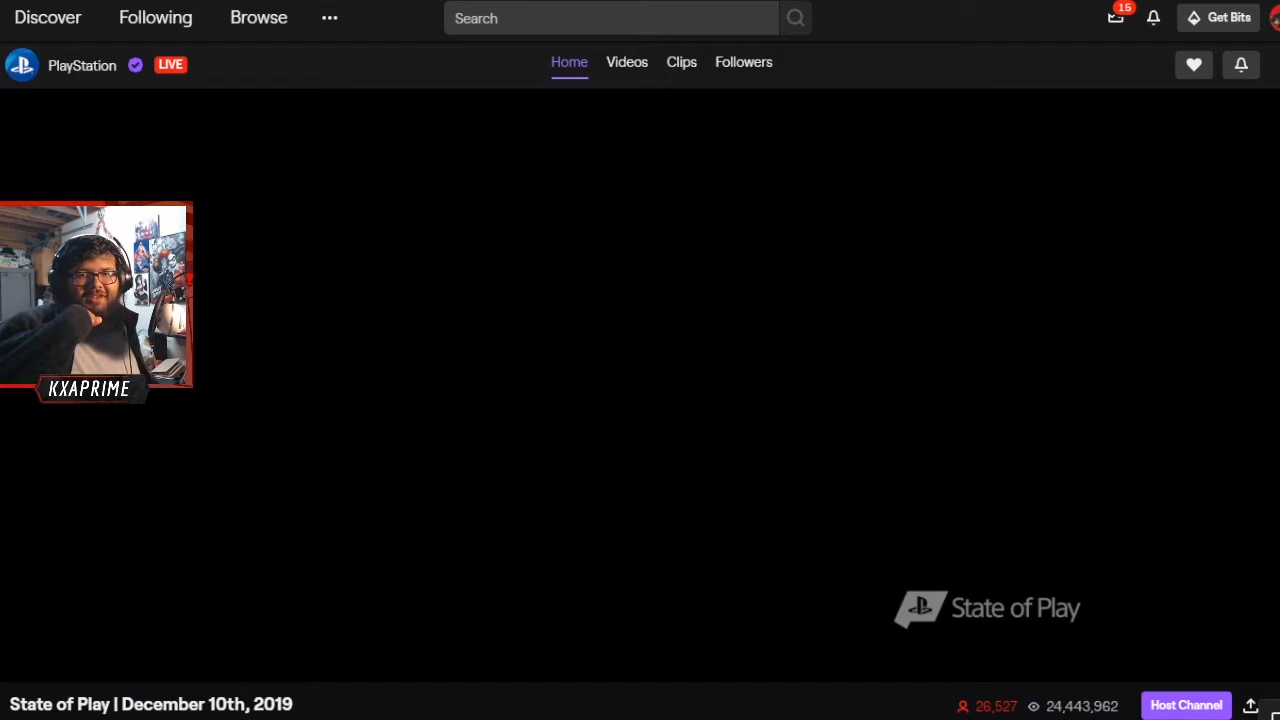 Discover Following Browse ••• Search 15 Get Bits
PlayStation LIVE Home Videos Clips Followers
KXAPRIME
State of Play
State of Play | December 10th, 2019 26,527 24,443,962 Host Channel